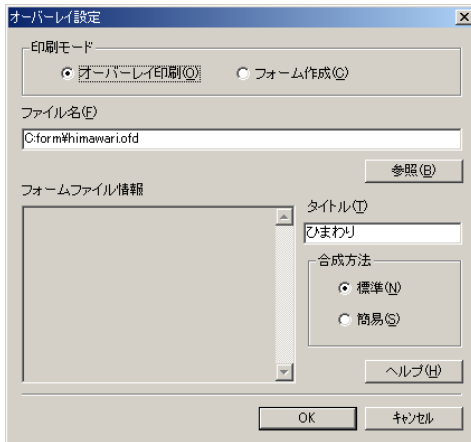 オーバーレイ設定
印刷モード
オーバーレイ印刷(O) フォーム作成(C)
ファイル名(F)
C:form¥himawari.ofd
参照(B)
フォームファイル情報
タイトル(T)
ひまわり
合成方法
標準(N)
簡易(S)
ヘルプ(H)
OK キャンセル